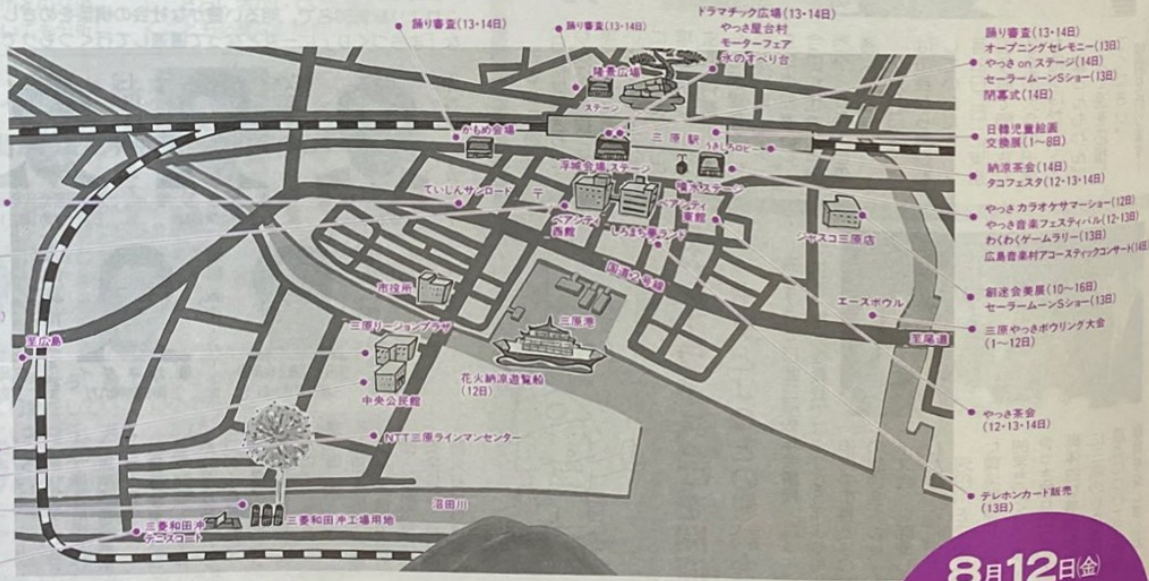 踊り審査(13・14日)
踊り審査(13・14日)
ドラマチック広場(13・14日)
やっさ屋台村
モーターフェア
氷のすべり台
踊り審査(13・14日)
オープニングセレモニー(13日)
やっさ on ステージ(14日)
セーラームーンSショー(13日)
閉幕式(14日)
隆景広場
ステージ
かもめ会場
三原駅
うきしろロビー
日韓児童絵画
交換展(1〜8日)
浮城会場ステージ
噴水ステージ
納涼茶会(14日)
タコフェスタ(12・13・14日)
ていじんサンロード
〒
ペアシティ
西館
ペアシティ
東館
しろまち夢ランド
ジャスコ三原店
やっさカラオケサマーショー(12日)
やっさ音楽フェスティバル(12・13日)
わくわくゲームラリー(13日)
広島音楽村アコースティックコンサート(14日)
国道2号線
市役所
エースボウル
創迷会美展(10〜16日)
セーラームーンSショー(13日)
三原リージョンプラザ
三原港
至尾道
三原やっさボウリング大会
(1〜12日)
至広島
中央公民館
花火納涼遊覧船
(12日)
やっさ茶会
(12・13・14日)
NTT三原ラインマンセンター
テレホンカード販売
(13日)
沼田川
三菱和田沖
テニスコート
三菱和田沖工場用地
8月12日(金)